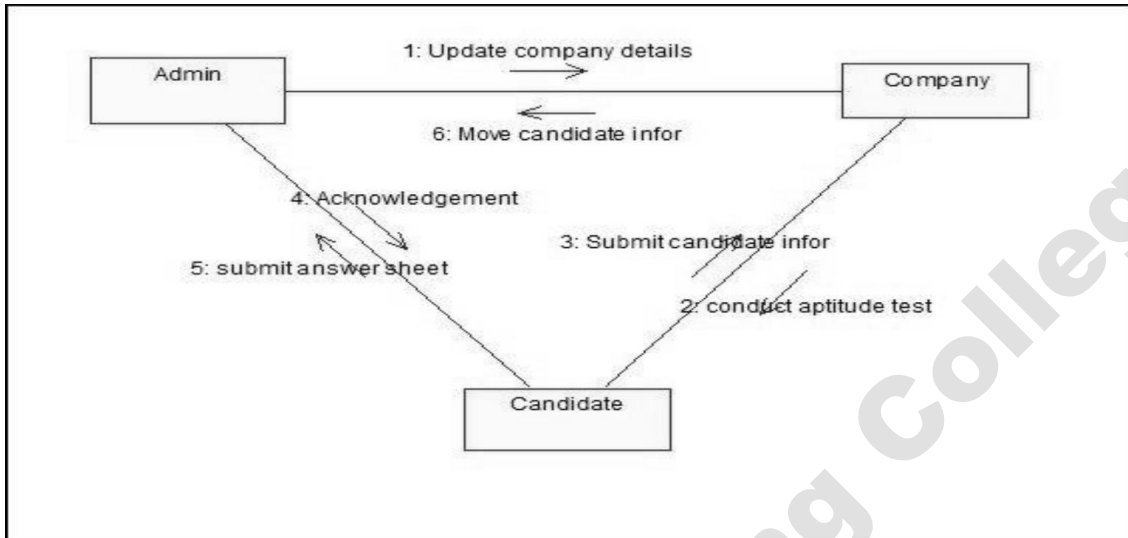 1: Update company details
Admin
Company
6: Move candidate infor
4: Acknowledgement
3: Submit candidate infor
5: submit answer sheet
2: conduct aptitude test
Candidate
g Colleg